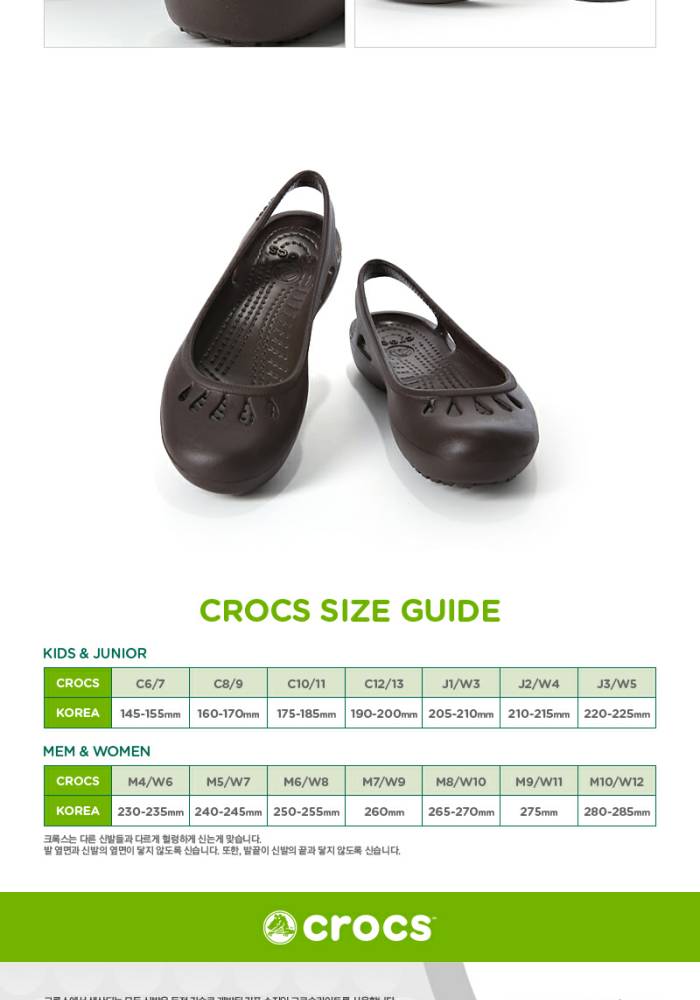 CROCS SIZE GUIDE
KIDS & JUNIOR
CROCS C6/7 C8/9 C10/11 C12/13 J1/W3 J2/W4 J3/W5
KOREA 145-155mm 160-170mm 175-185mm 190-200mm 205-210mm 210-215mm 220-225mm
MEM & WOMEN
CROCS M4/W6 M5/W7 M6/W8 M7/W9 M8/W10 M9/W11 M10/W12
KOREA 230-235mm 240-245mm 250-255mm 260mm 265-270mm 275mm 280-285mm
크록스는 다른 신발들과 다르게 헐렁하게 신는게 맞습니다.
발 옆면과 신발의 옆면이 닿지 않도록 신습니다. 또한, 발끝이 신발의 끝과 닿지 않도록 신습니다.
crocs™